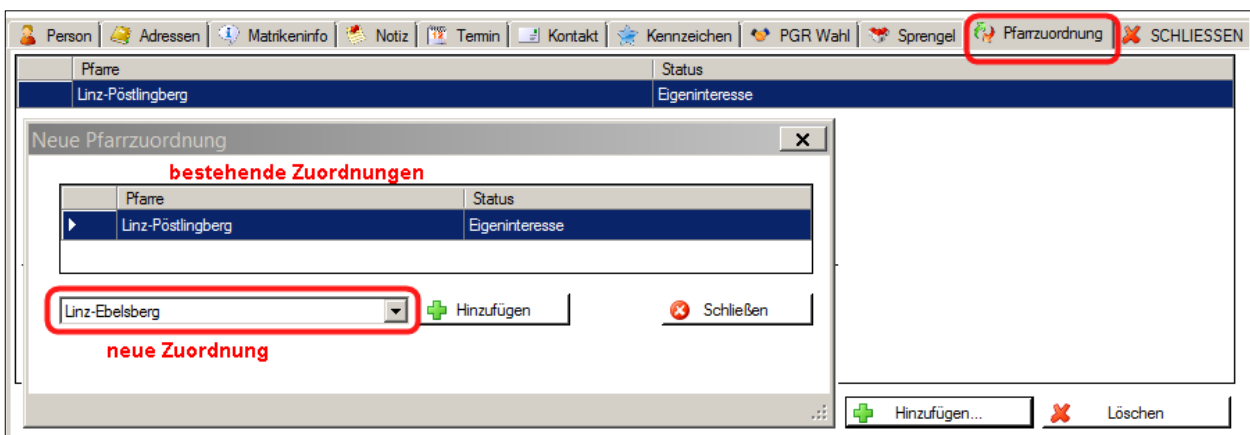 Person Adressen Matrikeninfo Notiz Termin Kontakt Kennzeichen PGR Wahl Sprengel Pfarrzuordnung SCHLIESSEN
Pfarre Status
Linz-Pöstlingberg Eigeninteresse
Neue Pfarrzuordnung
bestehende Zuordnungen
Pfarre Status
Linz-Pöstlingberg Eigeninteresse
Linz-Ebelsberg Hinzufügen Schließen
neue Zuordnung
Hinzufügen... Löschen